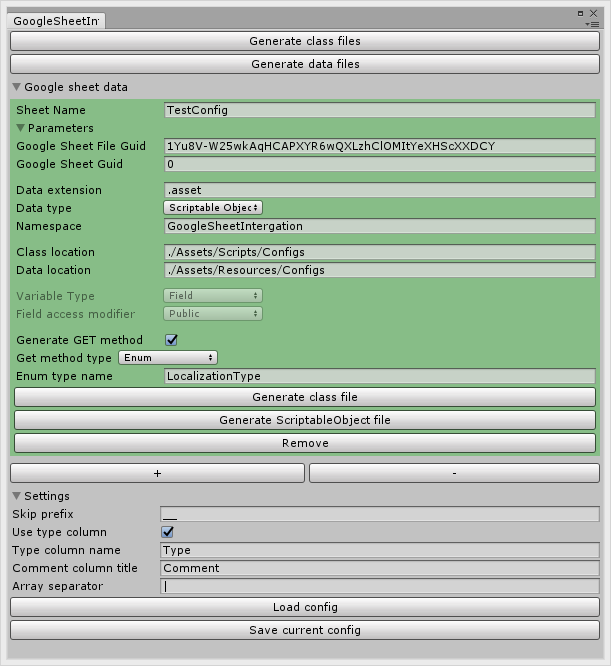 GoogleSheetIn
Generate class files
Generate data files
Google sheet data
Sheet Name TestConfig
Parameters
Google Sheet File Guid 1Yu8V-W25wkAqHCAPXYR6wQXLzhClOMItYeXHScXXDCY
Google Sheet Guid 0
Data extension .asset
Data type Scriptable Objec
Namespace GoogleSheetIntergation
Class location ./Assets/Scripts/Configs
Data location ./Assets/Resources/Configs
Variable Type Field
Field access modifier Public
Generate GET method
Get method type Enum
Enum type name LocalizationType
Generate class file
Generate ScriptableObject file
Remove
+ -
Settings
Skip prefix __
Use type column
Type column name Type
Comment column title Comment
Array separator |
Load config
Save current config